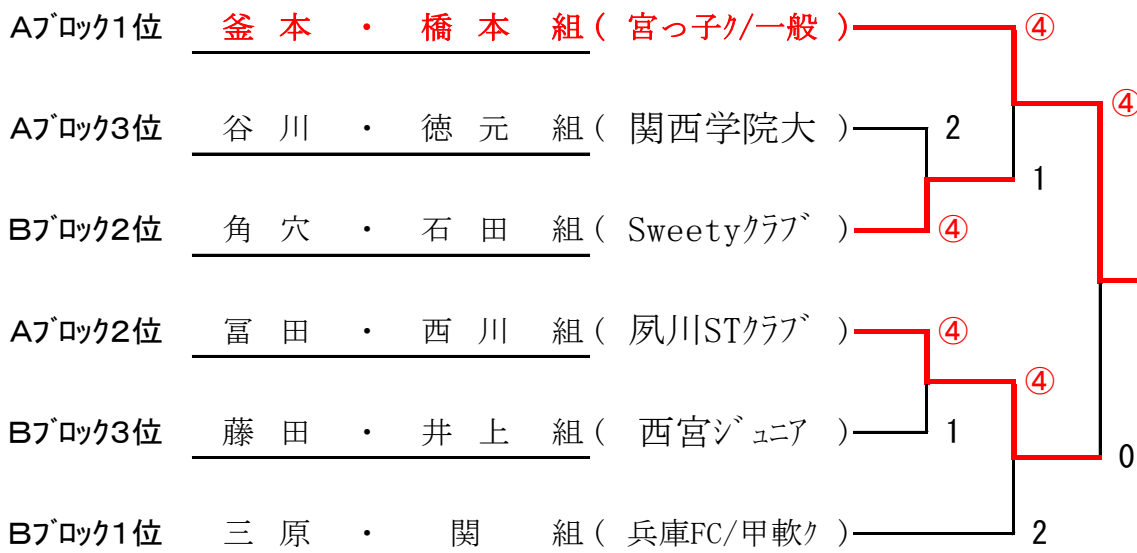 Aブロック1位 釜本・橋本 組( 宮っ子ク/一般 ) ④
④
Aブロック3位 谷川・徳元 組( 関西学院大 ) 2
1
Bブロック2位 角穴・石田 組( Sweetyクラブ ) ④
Aブロック2位 冨田・西川 組( 夙川STクラブ ) ④
④
Bブロック3位 藤田・井上 組( 西宮ジュニア ) 1
0
Bブロック1位 三原・関 組( 兵庫FC/甲軟ク ) 2